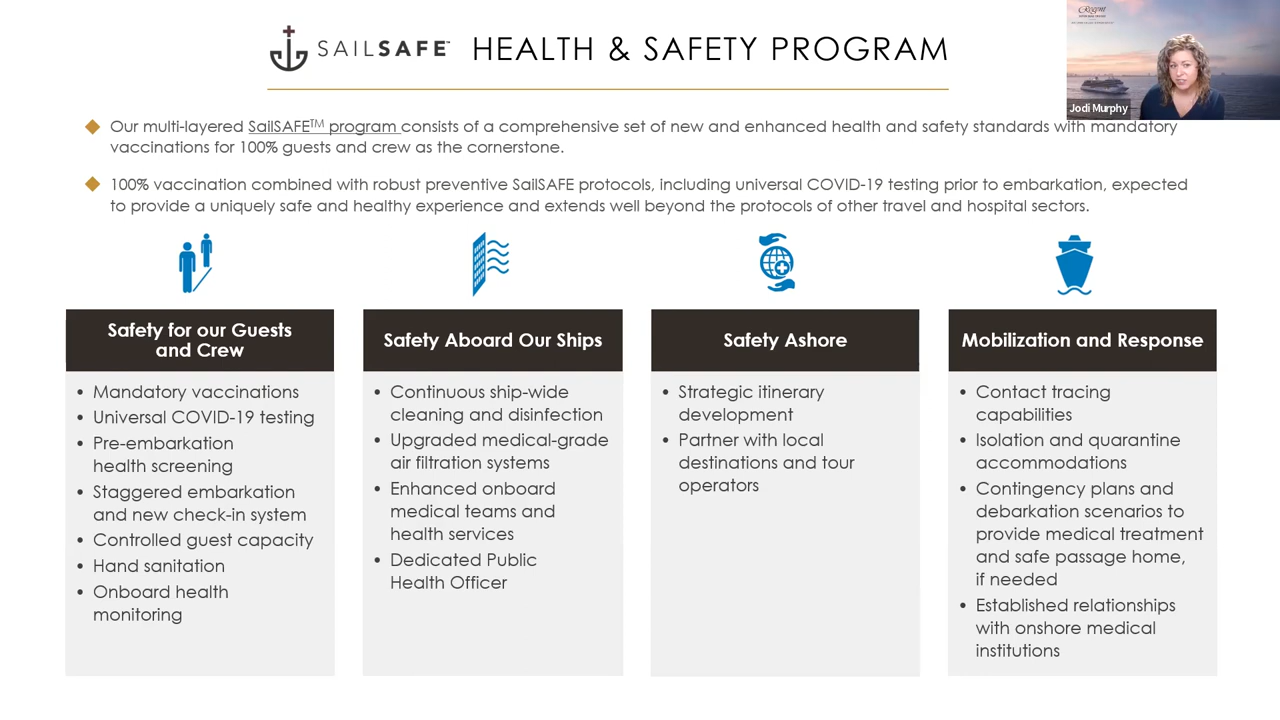 SAILSAFE™ HEALTH & SAFETY PROGRAM
Regent
Jodi Murphy
Our multi-layered SailSAFE™ program consists of a comprehensive set of new and enhanced health and safety standards with mandatory
vaccinations for 100% guests and crew as the cornerstone.
100% vaccination combined with robust preventive SailSAFE protocols, including universal COVID-19 testing prior to embarkation, expected
to provide a uniquely safe and healthy experience and extends well beyond the protocols of other travel and hospital sectors.
Safety for our Guests
and Crew
• Mandatory vaccinations
• Universal COVID-19 testing
• Pre-embarkation
health screening
• Staggered embarkation
and new check-in system
• Controlled guest capacity
• Hand sanitation
• Onboard health
monitoring
Safety Aboard Our Ships
• Continuous ship-wide
cleaning and disinfection
• Upgraded medical-grade
air filtration systems
• Enhanced onboard
medical teams and
health services
• Dedicated Public
Health Officer
Safety Ashore
• Strategic itinerary
development
• Partner with local
destinations and tour
operators
Mobilization and Response
• Contact tracing
capabilities
• Isolation and quarantine
accommodations
• Contingency plans and
debarkation scenarios to
provide medical treatment
and safe passage home,
if needed
• Established relationships
with onshore medical
institutions